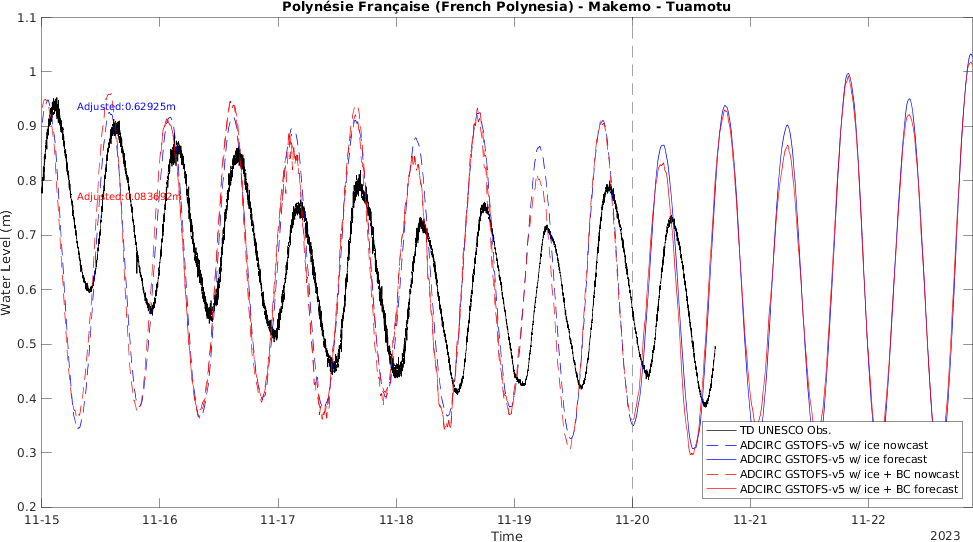 Polynésie Française (French Polynesia) - Makemo - Tuamotu
Water Level (m)
1.1
1
0.9
0.8
0.7
0.6
0.5
0.4
0.3
0.2
Adjusted:0.62925m
Adjusted:0.083692m
TD UNESCO Obs.
ADCIRC GSTOFS-v5 w/ ice nowcast
ADCIRC GSTOFS-v5 w/ ice forecast
ADCIRC GSTOFS-v5 w/ ice + BC nowcast
ADCIRC GSTOFS-v5 w/ ice + BC forecast
11-15 11-16 11-17 11-18 11-19 11-20 11-21 11-22
Time
2023